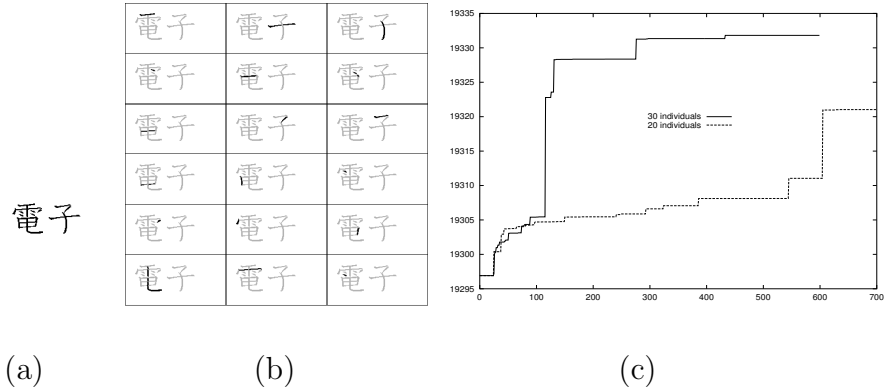 電子
電子 電子 電子
電子 電子 電子
電子 電子 電子
電子 電子 電子
電子 電子 電子
電子 電子 電子
19335
19330
19325
19320
19315
19310
19305
19300
19295
30 individuals
20 individuals
0 100 200 300 400 500 600 700
(a) (b) (c)